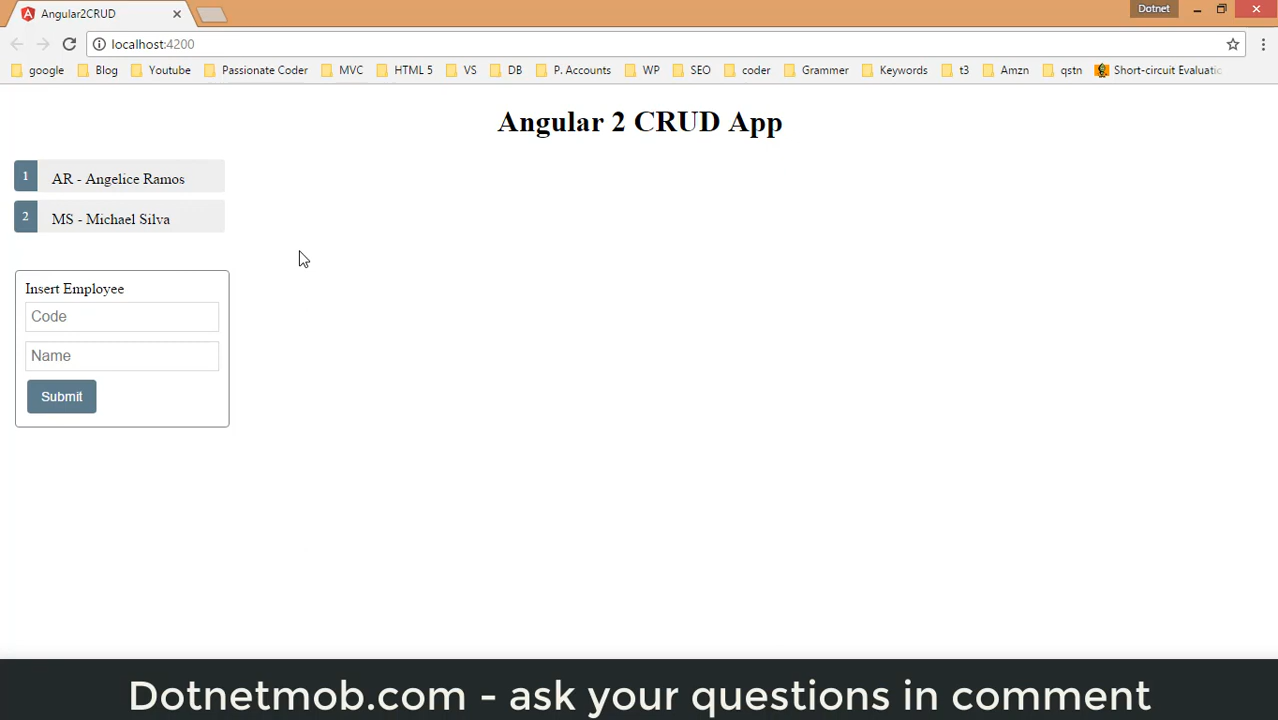 Angular2CRUD
Dotnet
localhost:4200
google Blog Youtube Passionate Coder MVC HTML 5 VS DB P. Accounts WP SEO coder Grammer Keywords t3 Amzn qstn Short-circuit Evaluatic
Angular 2 CRUD App
1 AR - Angelice Ramos
2 MS - Michael Silva
Insert Employee
Code
Name
Submit
Dotnetmob.com - ask your questions in comment